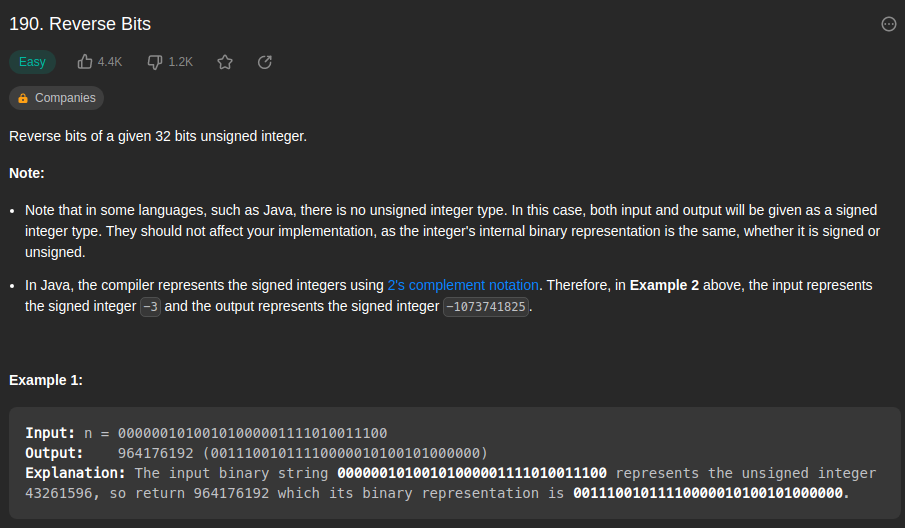 190. Reverse Bits
Easy 4.4K 1.2K
Companies
Reverse bits of a given 32 bits unsigned integer.
Note:
• Note that in some languages, such as Java, there is no unsigned integer type. In this case, both input and output will be given as a signed
integer type. They should not affect your implementation, as the integer's internal binary representation is the same, whether it is signed or
unsigned.
• In Java, the compiler represents the signed integers using 2's complement notation. Therefore, in Example 2 above, the input represents
the signed integer -3 and the output represents the signed integer -1073741825.
Example 1:
Input: n = 00000010100101000001111010011100
Output: 964176192 (00111001011110000010100101000000)
Explanation: The input binary string 00000010100101000001111010011100 represents the unsigned integer
43261596, so return 964176192 which its binary representation is 00111001011110000010100101000000.